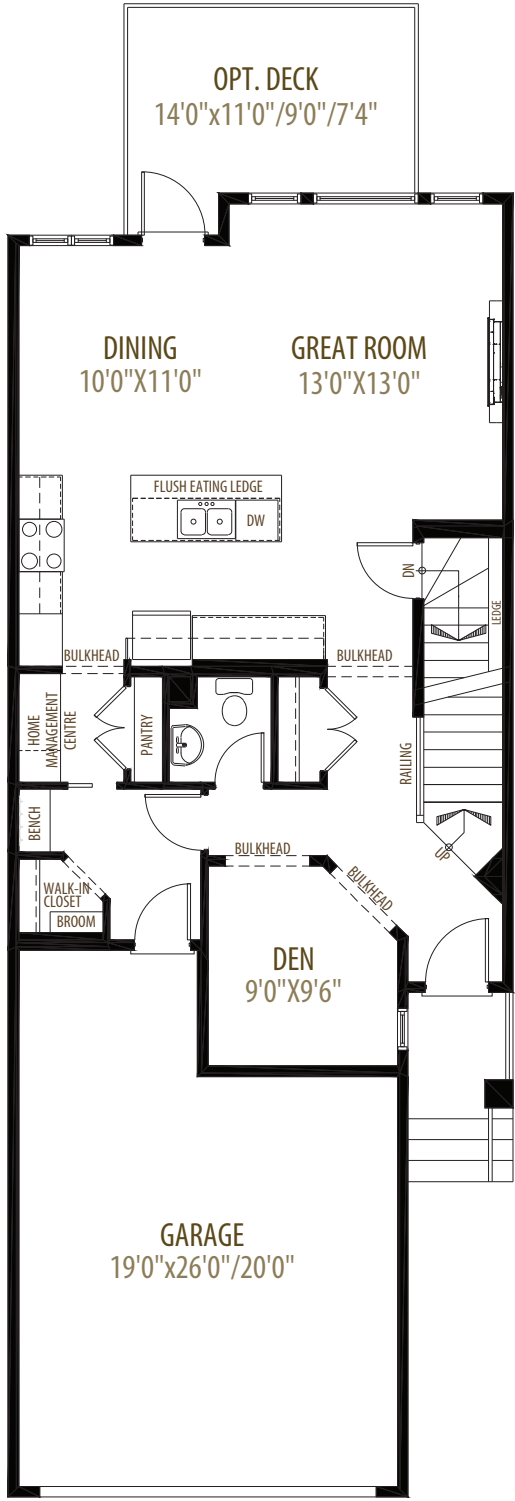 OPT. DECK
14'0"x11'0"/9'0"/7'4"
DINING
10'0"X11'0"
GREAT ROOM
13'0"X13'0"
FLUSH EATING LEDGE
DW
DN
LEDGE
BULKHEAD
BULKHEAD
HOME
MANAGEMENT
CENTRE
PANTRY
RAILING
BENCH
UP
BULKHEAD
BULKHEAD
WALK-IN
CLOSET
BROOM
DEN
9'0"X9'6"
GARAGE
19'0"x26'0"/20'0"